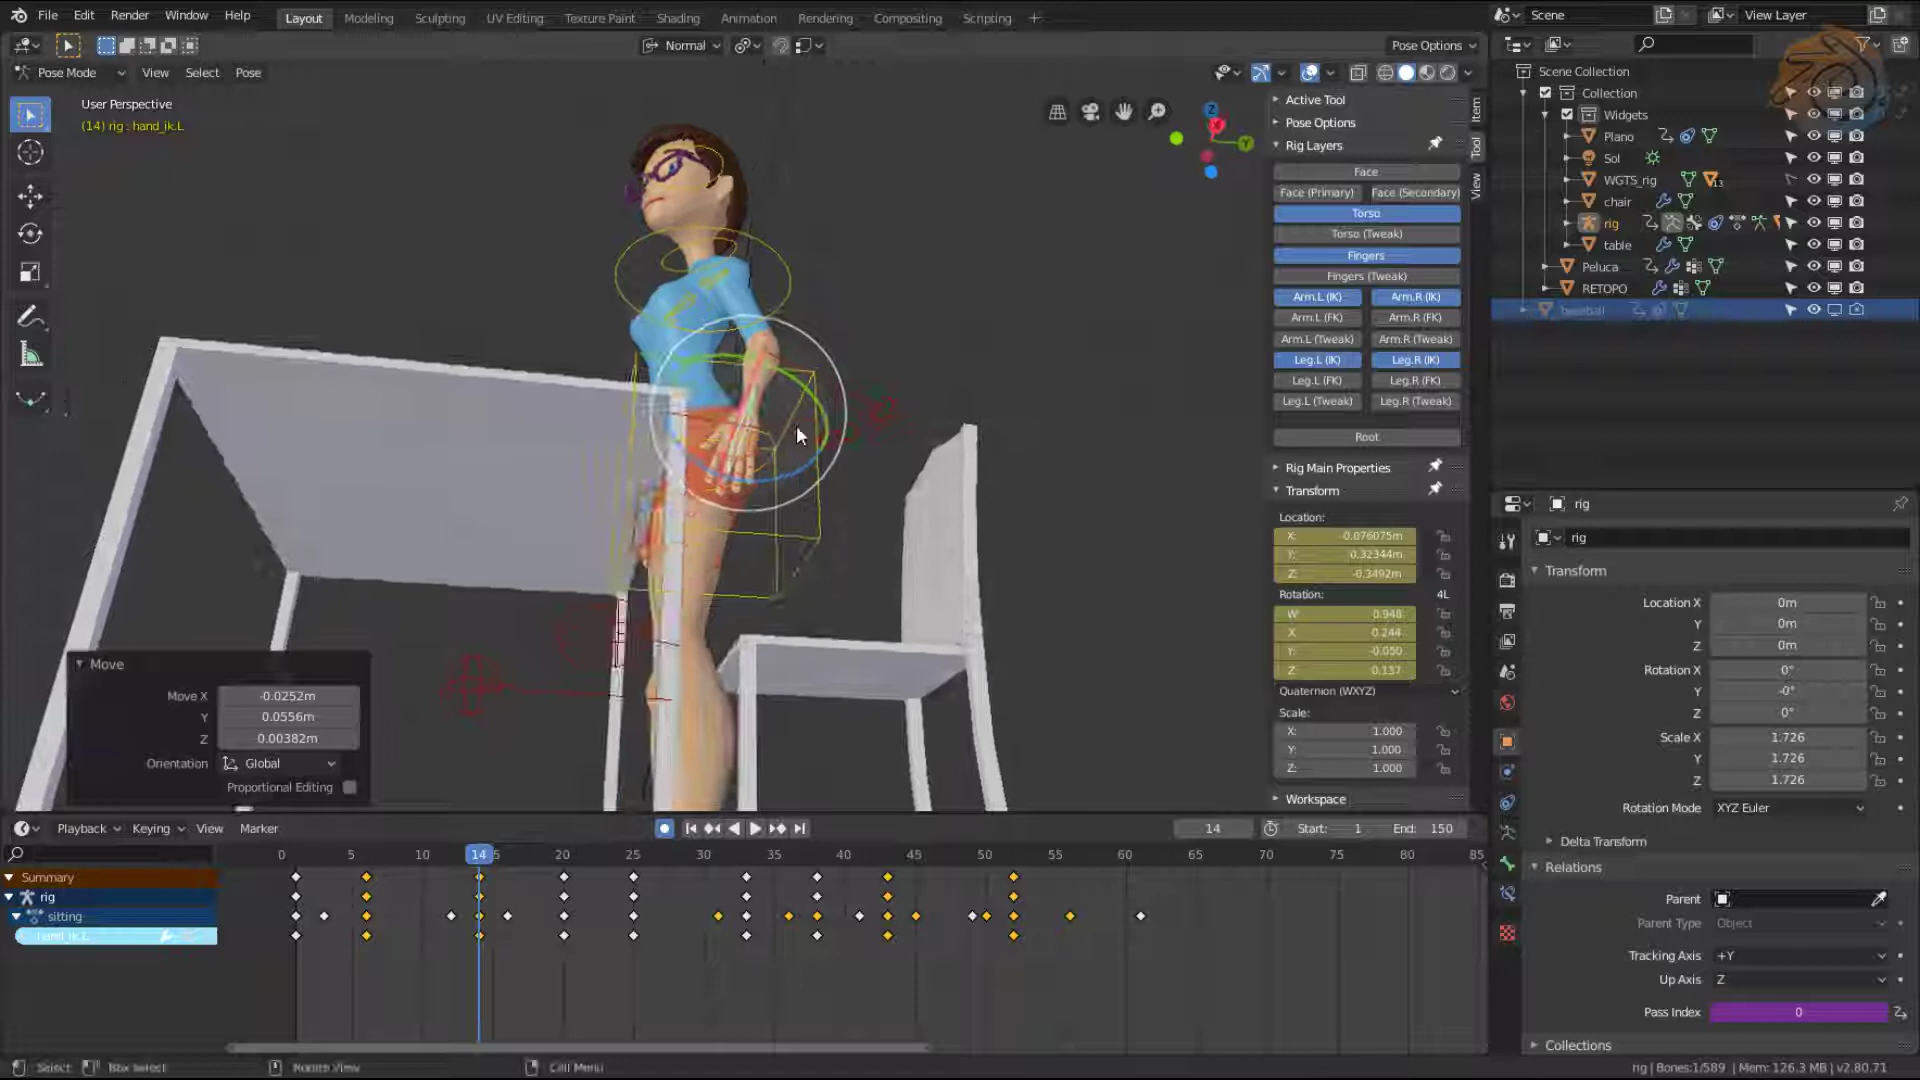 File Edit Render Window Help Layout Modeling Sculpting UV Editing Texture Paint Shading Animation Rendering Compositing Scripting + Scene View Layer
Normal Pose Options
Pose Mode View Select Pose
User Perspective
(14) rig : hand_ik.L
Active Tool
Pose Options
Rig Layers
Face
Face (Primary) Face (Secondary)
Torso
Torso (Tweak)
Fingers
Fingers (Tweak)
Arm.L (IK) Arm.R (IK)
Arm.L (FK) Arm.R (FK)
Arm.L (Tweak) Arm.R (Tweak)
Leg.L (IK) Leg.R (IK)
Leg.L (FK) Leg.R (FK)
Leg.L (Tweak) Leg.R (Tweak)
Root
Rig Main Properties
Transform
Location:
X: -0.076075m
Y: 0.32344m
Z: -0.3492m
Rotation: 4L
W: 0.948
X: 0.244
Y: -0.050
Z: 0.137
Quaternion (WXYZ)
Scale:
X: 1.000
Y: 1.000
Z: 1.000
Workspace
Item
Tool
View
Scene Collection
Collection
Widgets
Plano
Sol
WGTS_rig 13
chair
rig
table
Peluca
RETOPO
rig
rig
Transform
Location X 0m
Y 0m
Z 0m
Rotation X 0°
Y -0°
Z 0°
Scale X 1.726
Y 1.726
Z 1.726
Rotation Mode XYZ Euler
Delta Transform
Relations
Parent
Parent Type Object
Tracking Axis +Y
Up Axis Z
Pass Index 0
Collections
Move
Move X -0.0252m
Y 0.0556m
Z 0.00382m
Orientation Global
Proportional Editing
Playback Keying View Marker 14 Start: 1 End: 150
0 5 10 14 20 25 30 35 40 45 50 55 60 65 70 75 80 85
Summary
rig
sitting
hand_ik.L
Select Box Select Rotate View Call Menu rig | Bones:1/589 | Mem: 126.3 MB | v2.80.71